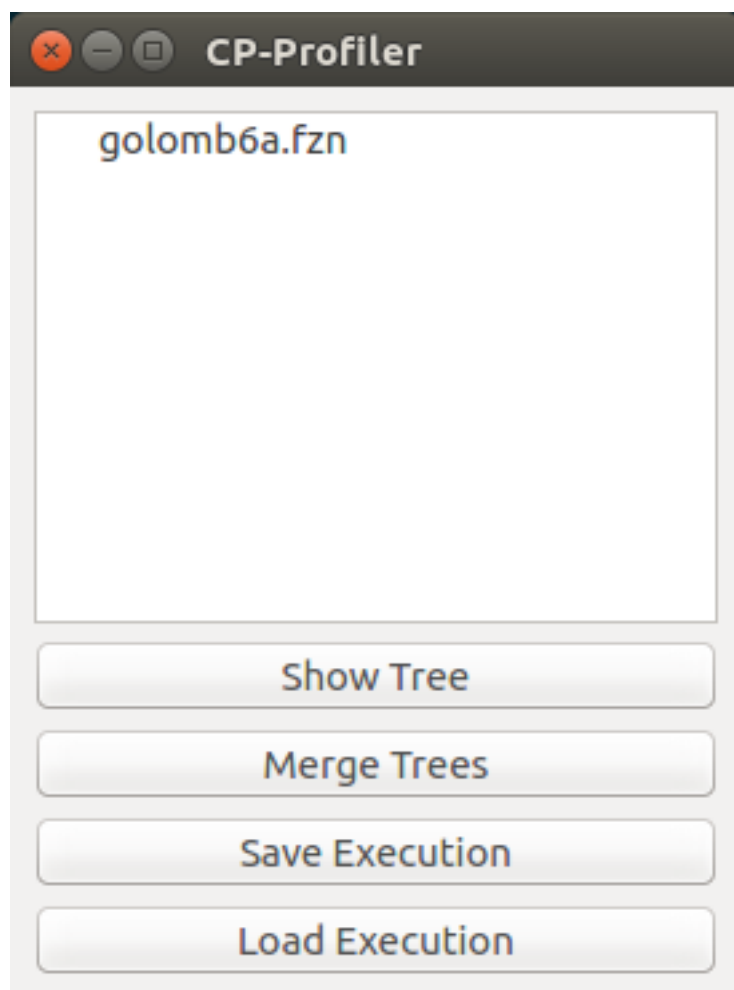 CP-Profiler
golomb6a.fzn
Show Tree
Merge Trees
Save Execution
Load Execution